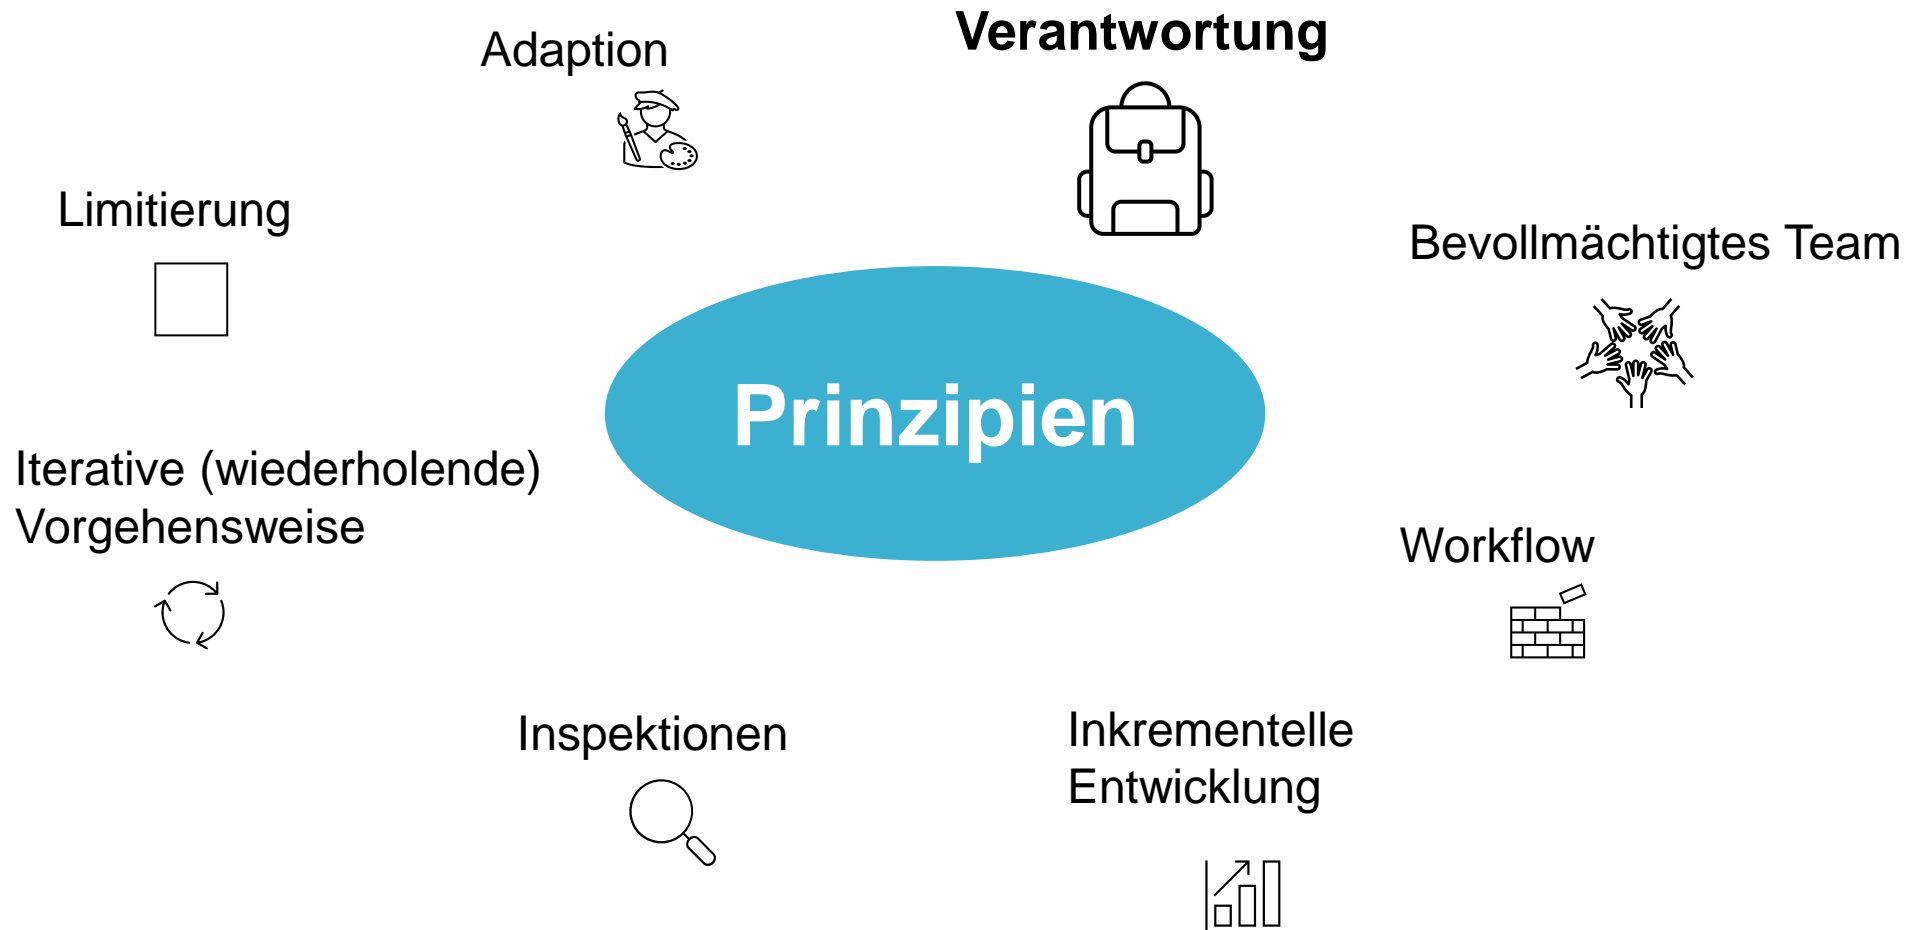 Verantwortung
Adaption
Limitierung
Bevollmächtigtes Team
Prinzipien
Iterative (wiederholende)
Vorgehensweise
Workflow
Inspektionen
Inkrementelle
Entwicklung